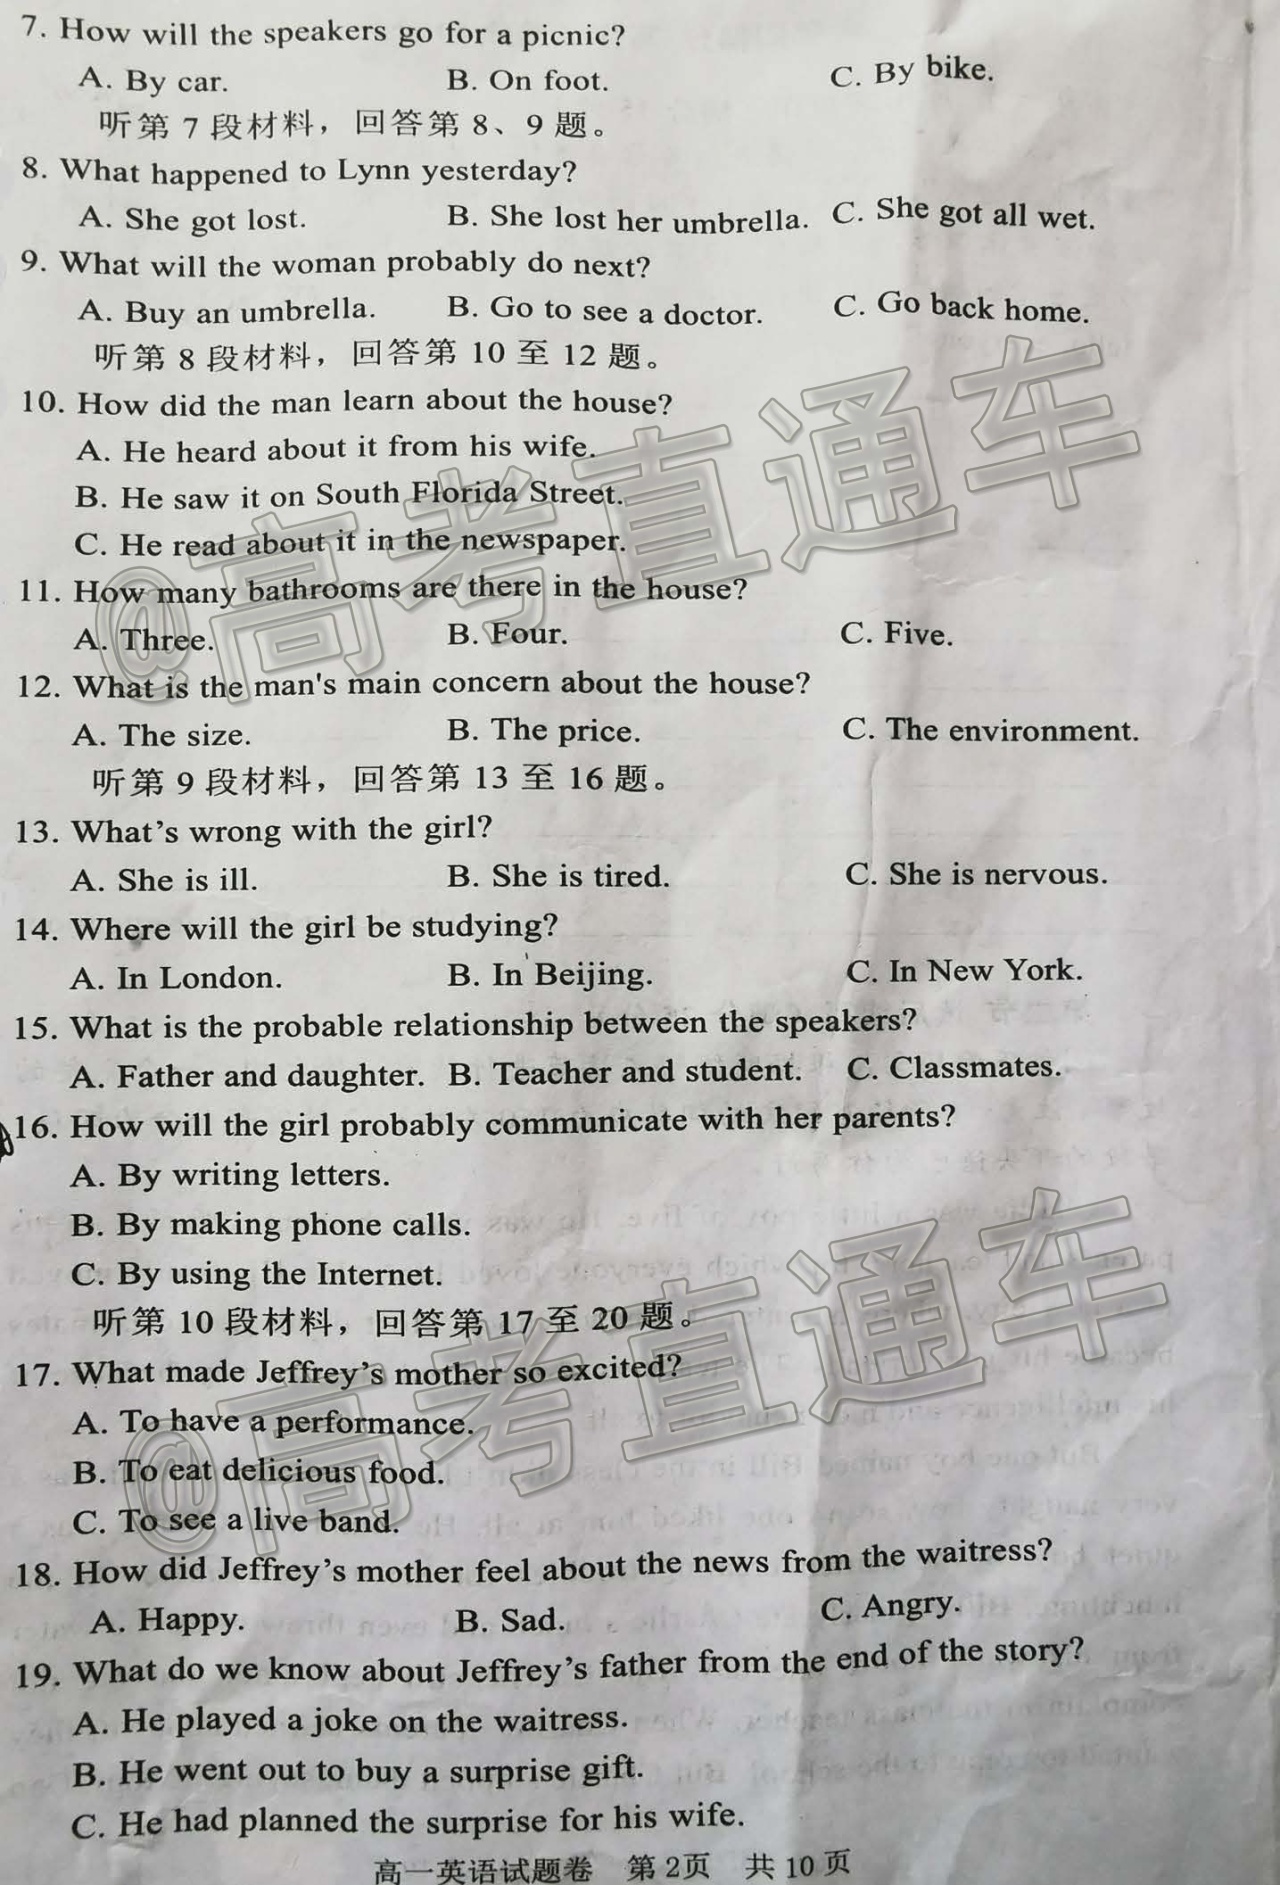 7. How will the speakers go for a picnic?
A. By car. B. On foot. C. By bike.
听第 7 段材料，回答第 8、9 题。
8. What happened to Lynn yesterday?
A. She got lost. B. She lost her umbrella. C. She got all wet.
9. What will the woman probably do next?
A. Buy an umbrella. B. Go to see a doctor. C. Go back home.
听第 8 段材料，回答第 10 至 12 题。
10. How did the man learn about the house?
A. He heard about it from his wife.
B. He saw it on South Florida Street.
C. He read about it in the newspaper.
11. How many bathrooms are there in the house?
A. Three. B. Four. C. Five.
12. What is the man's main concern about the house?
A. The size. B. The price. C. The environment.
听第 9 段材料，回答第 13 至 16 题。
13. What's wrong with the girl?
A. She is ill. B. She is tired. C. She is nervous.
14. Where will the girl be studying?
A. In London. B. In Beijing. C. In New York.
15. What is the probable relationship between the speakers?
A. Father and daughter. B. Teacher and student. C. Classmates.
16. How will the girl probably communicate with her parents?
A. By writing letters.
B. By making phone calls.
C. By using the Internet.
听第 10 段材料，回答第 17 至 20 题。
17. What made Jeffrey's mother so excited?
A. To have a performance.
B. To eat delicious food.
C. To see a live band.
18. How did Jeffrey's mother feel about the news from the waitress?
A. Happy. B. Sad. C. Angry.
19. What do we know about Jeffrey's father from the end of the story?
A. He played a joke on the waitress.
B. He went out to buy a surprise gift.
C. He had planned the surprise for his wife.
高一英语试题卷 第 2页 共 10 页
@高考直通车
@高考直通车